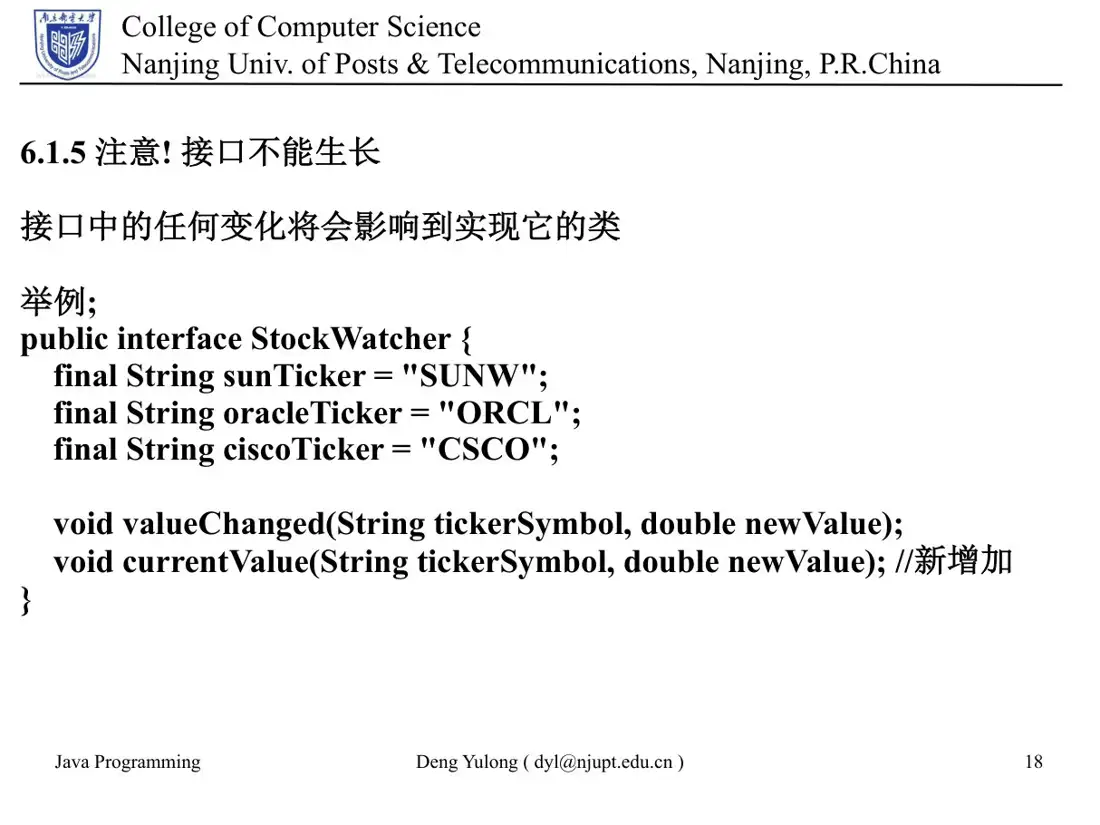 College of Computer Science
Nanjing Univ. of Posts & Telecommunications, Nanjing, P.R.China
6.1.5 注意! 接口不能生长
接口中的任何变化将会影响到实现它的类
举例;
public interface StockWatcher {
final String sunTicker = "SUNW";
final String oracleTicker = "ORCL";
final String ciscoTicker = "CSCO";
void valueChanged(String tickerSymbol, double newValue);
void currentValue(String tickerSymbol, double newValue); //新增加
}
Java Programming
Deng Yulong ( dyl@njupt.edu.cn )
18